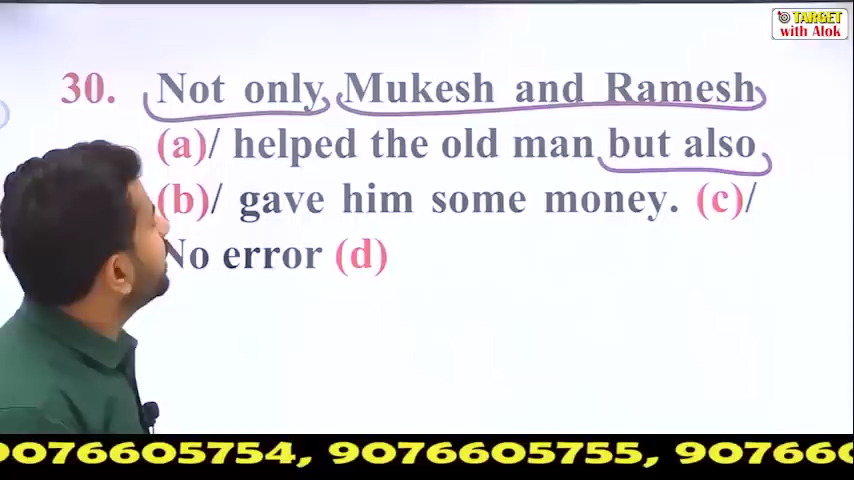 TARGET
with Alok
30. Not only Mukesh and Ramesh
(a)/ helped the old man but also
(b)/ gave him some money. (c)/
No error (d)
9076605754, 9076605755, 90766